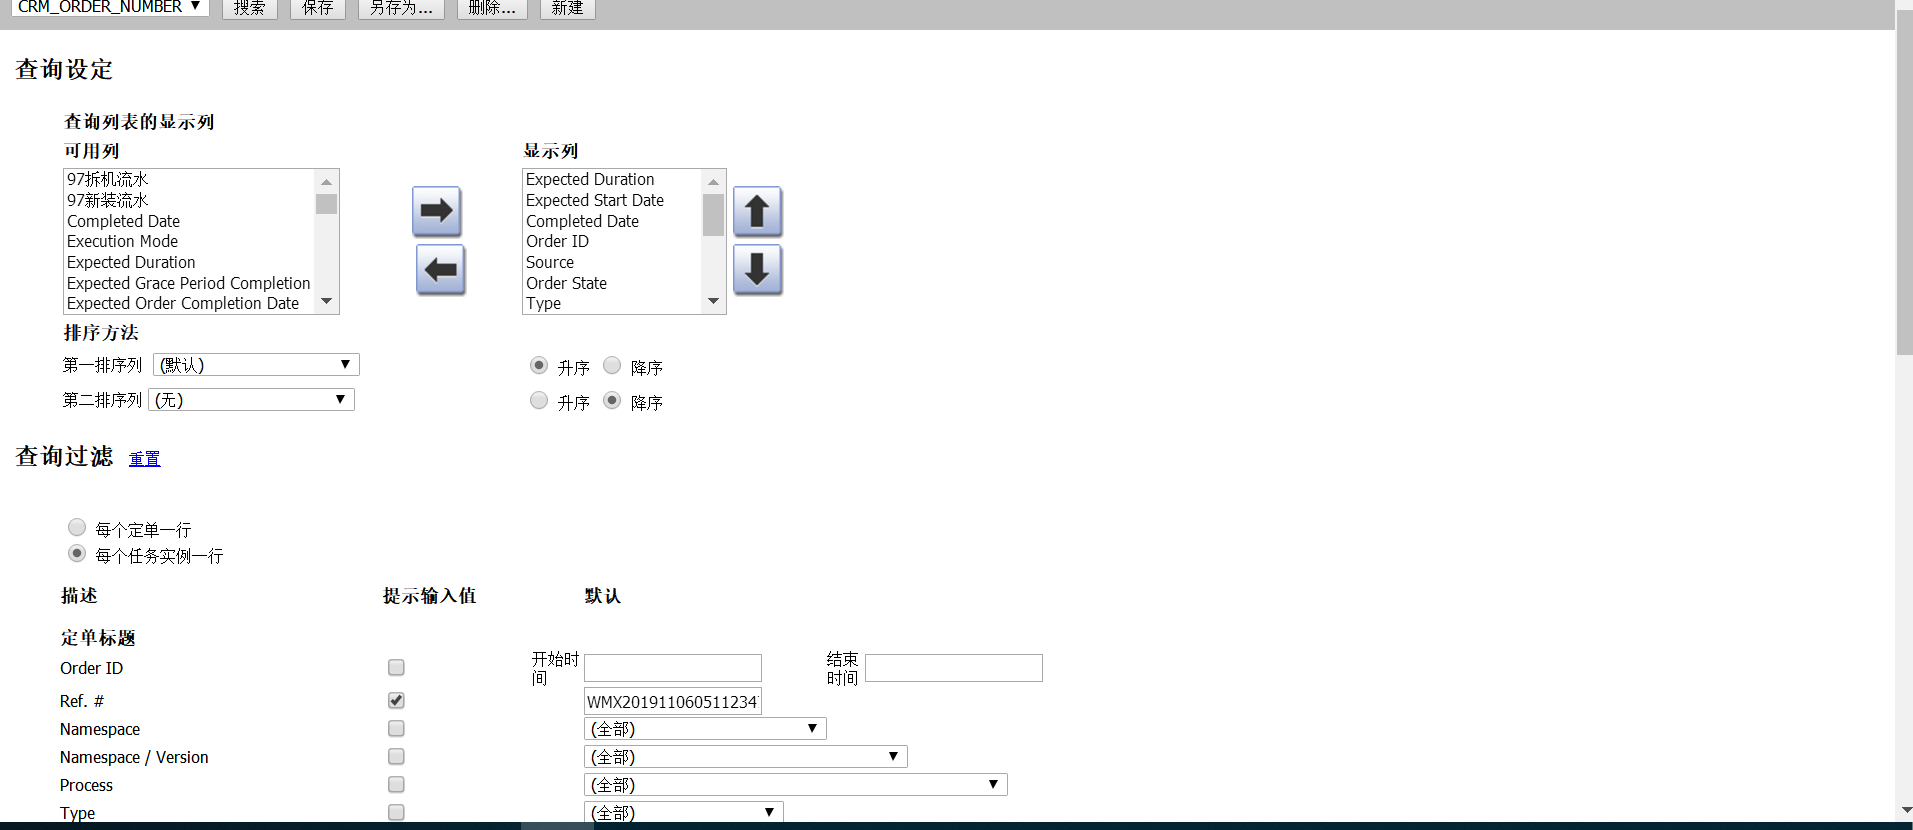 CRM_ORDER_NUMBER 搜索 保存 另存为... 删除... 新建
查询设定
查询列表的显示列
可用列 显示列
97拆机流水
97新装流水
Completed Date
Execution Mode
Expected Duration
Expected Grace Period Completion
Expected Order Completion Date
Expected Duration
Expected Start Date
Completed Date
Order ID
Source
Order State
Type
排序方法
第一排序列 (默认) 升序 降序
第二排序列 (无) 升序 降序
查询过滤 重置
每个定单一行
每个任务实例一行
描述 提示输入值 默认
定单标题
Order ID 开始时间 结束时间
Ref. # WMX201911060511234
Namespace (全部)
Namespace / Version (全部)
Process (全部)
Type (全部)